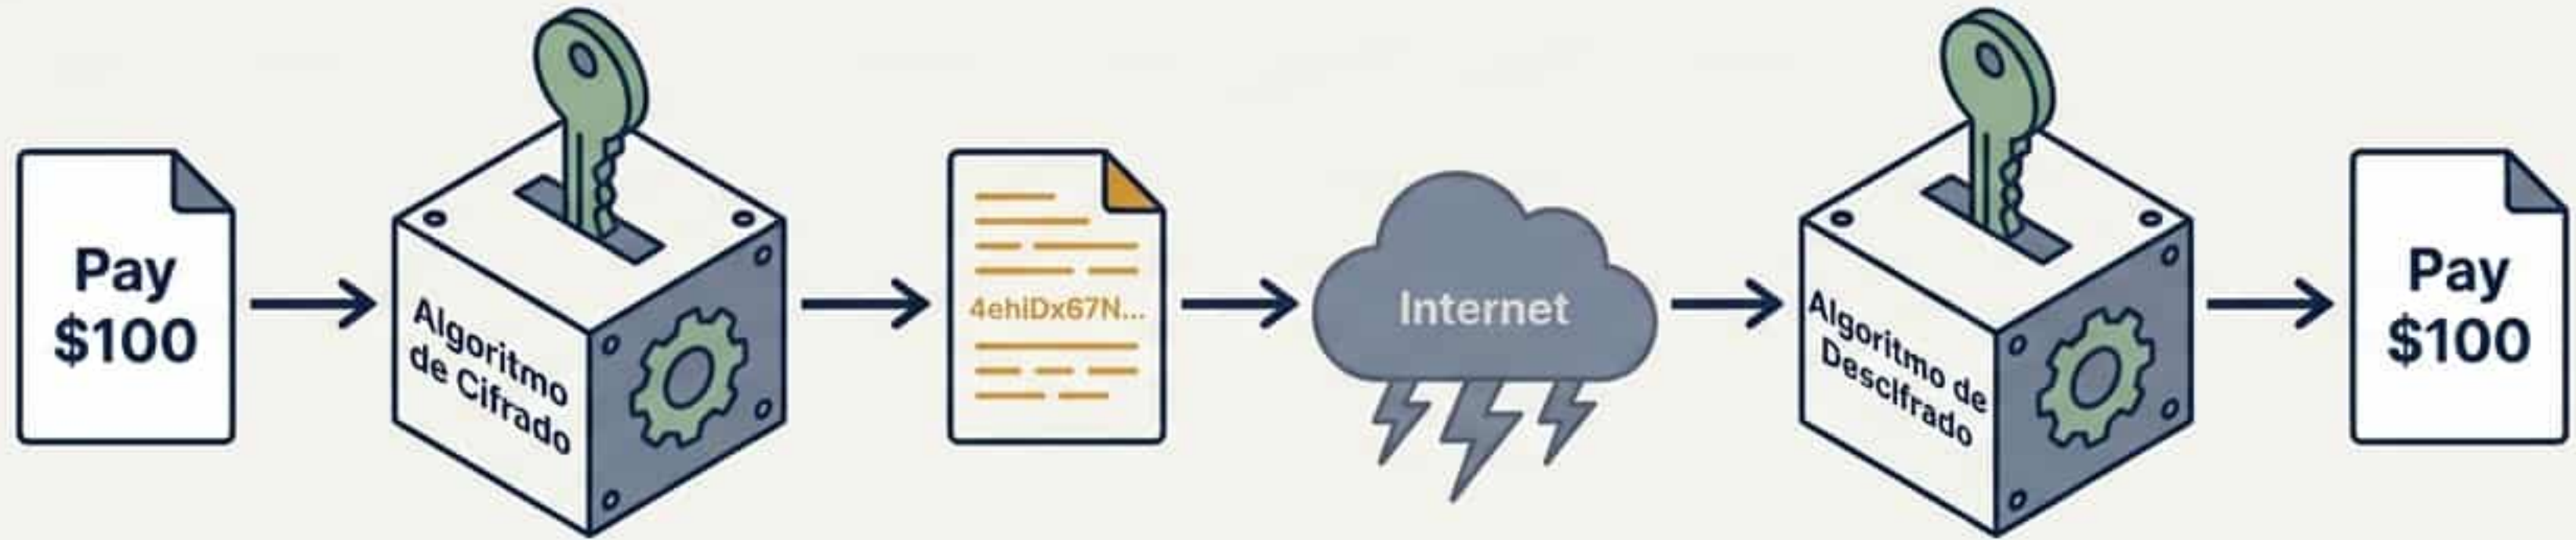 Pay
$100
Algoritmo
de Cifrado
4ehiDx67N...
Internet
Algoritmo de
Descifrado
Pay
$100